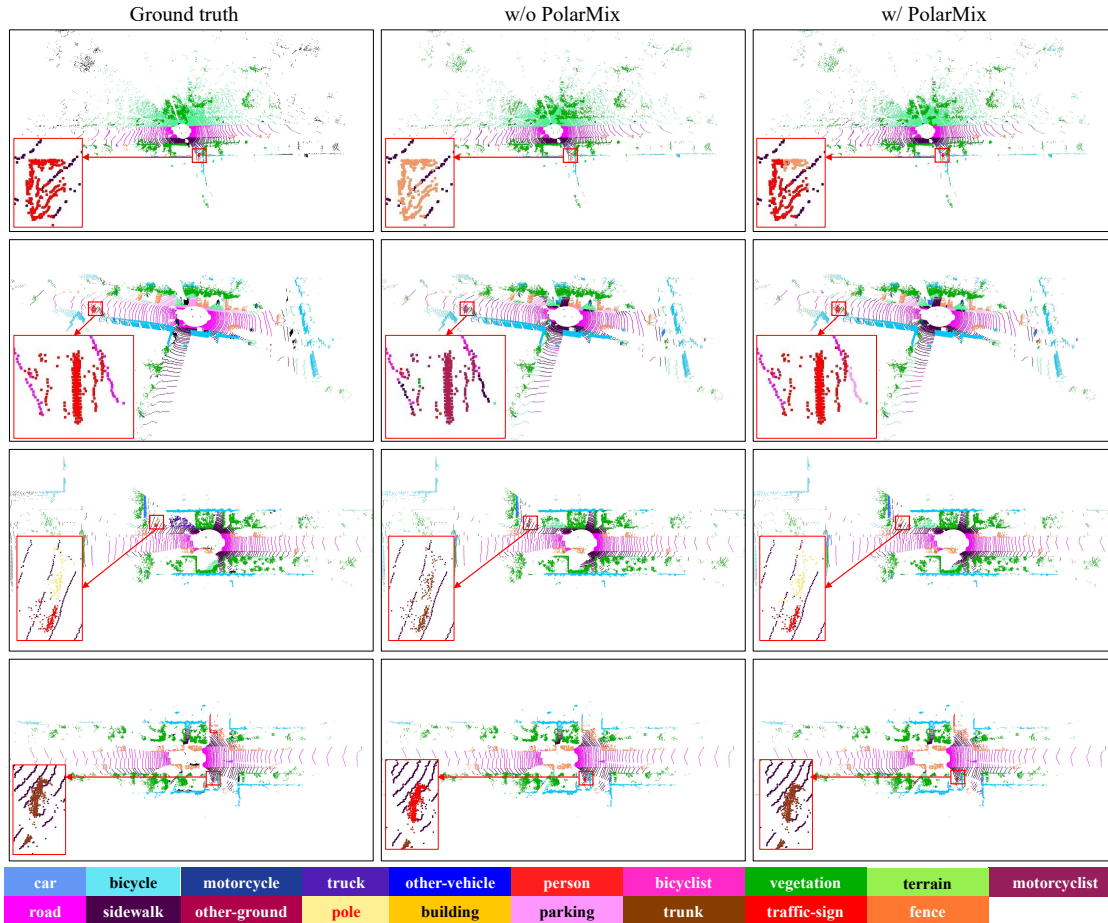 Ground truth w/o PolarMix w/ PolarMix
car bicycle motorcycle truck other-vehicle person bicyclist vegetation terrain motorcyclist
road sidewalk other-ground pole building parking trunk traffic-sign fence